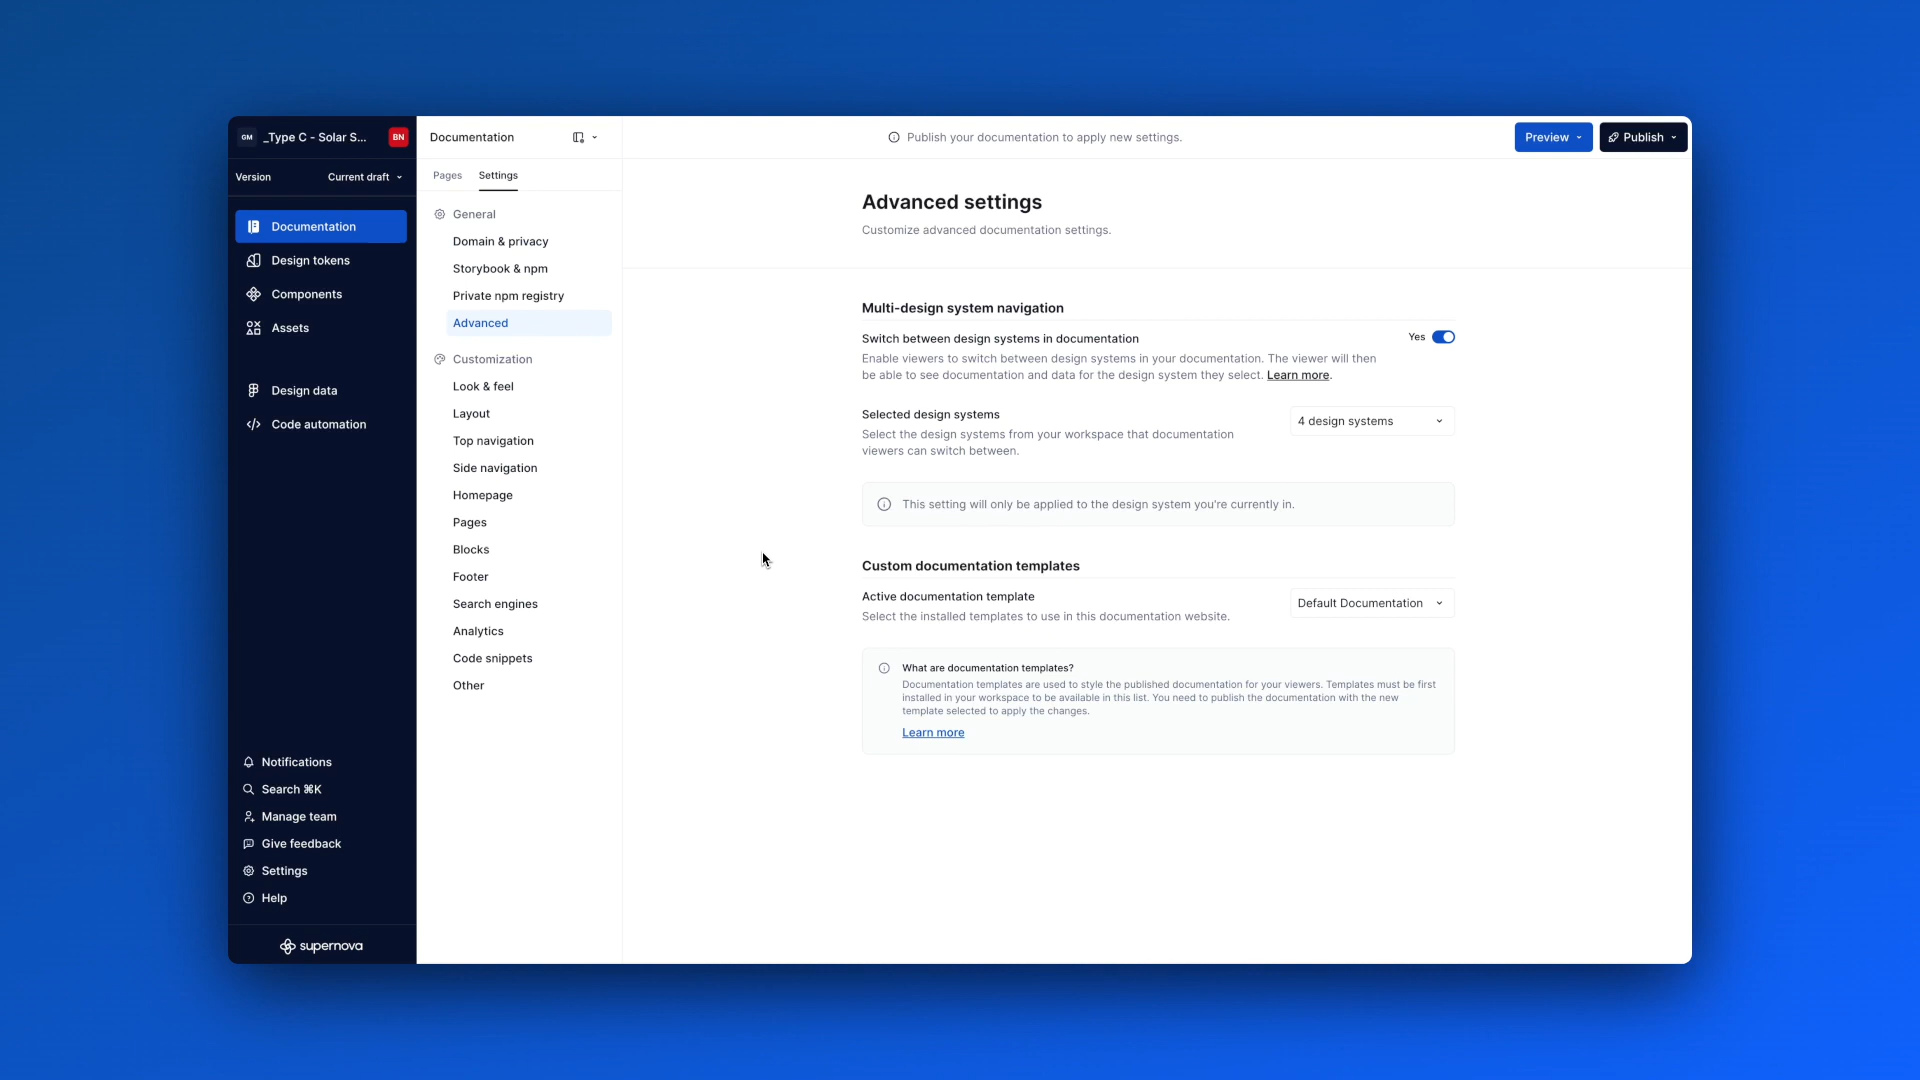 GM
_Type C - Solar S...
BN
Version
Current draft
Documentation
Design tokens
Components
Assets
Design data
Code automation
Notifications
Search ⌘K
Manage team
Give feedback
Settings
Help
supernova
Documentation
Pages
Settings
General
Domain & privacy
Storybook & npm
Private npm registry
Advanced
Customization
Look & feel
Layout
Top navigation
Side navigation
Homepage
Pages
Blocks
Footer
Search engines
Analytics
Code snippets
Other
Publish your documentation to apply new settings.
Preview
Publish
Advanced settings
Customize advanced documentation settings.
Multi-design system navigation
Switch between design systems in documentation
Yes
Enable viewers to switch between design systems in your documentation. The viewer will then
be able to see documentation and data for the design system they select. Learn more.
Selected design systems
4 design systems
Select the design systems from your workspace that documentation
viewers can switch between.
This setting will only be applied to the design system you're currently in.
Custom documentation templates
Active documentation template
Default Documentation
Select the installed templates to use in this documentation website.
What are documentation templates?
Documentation templates are used to style the published documentation for your viewers. Templates must be first
installed in your workspace to be available in this list. You need to publish the documentation with the new
template selected to apply the changes.
Learn more